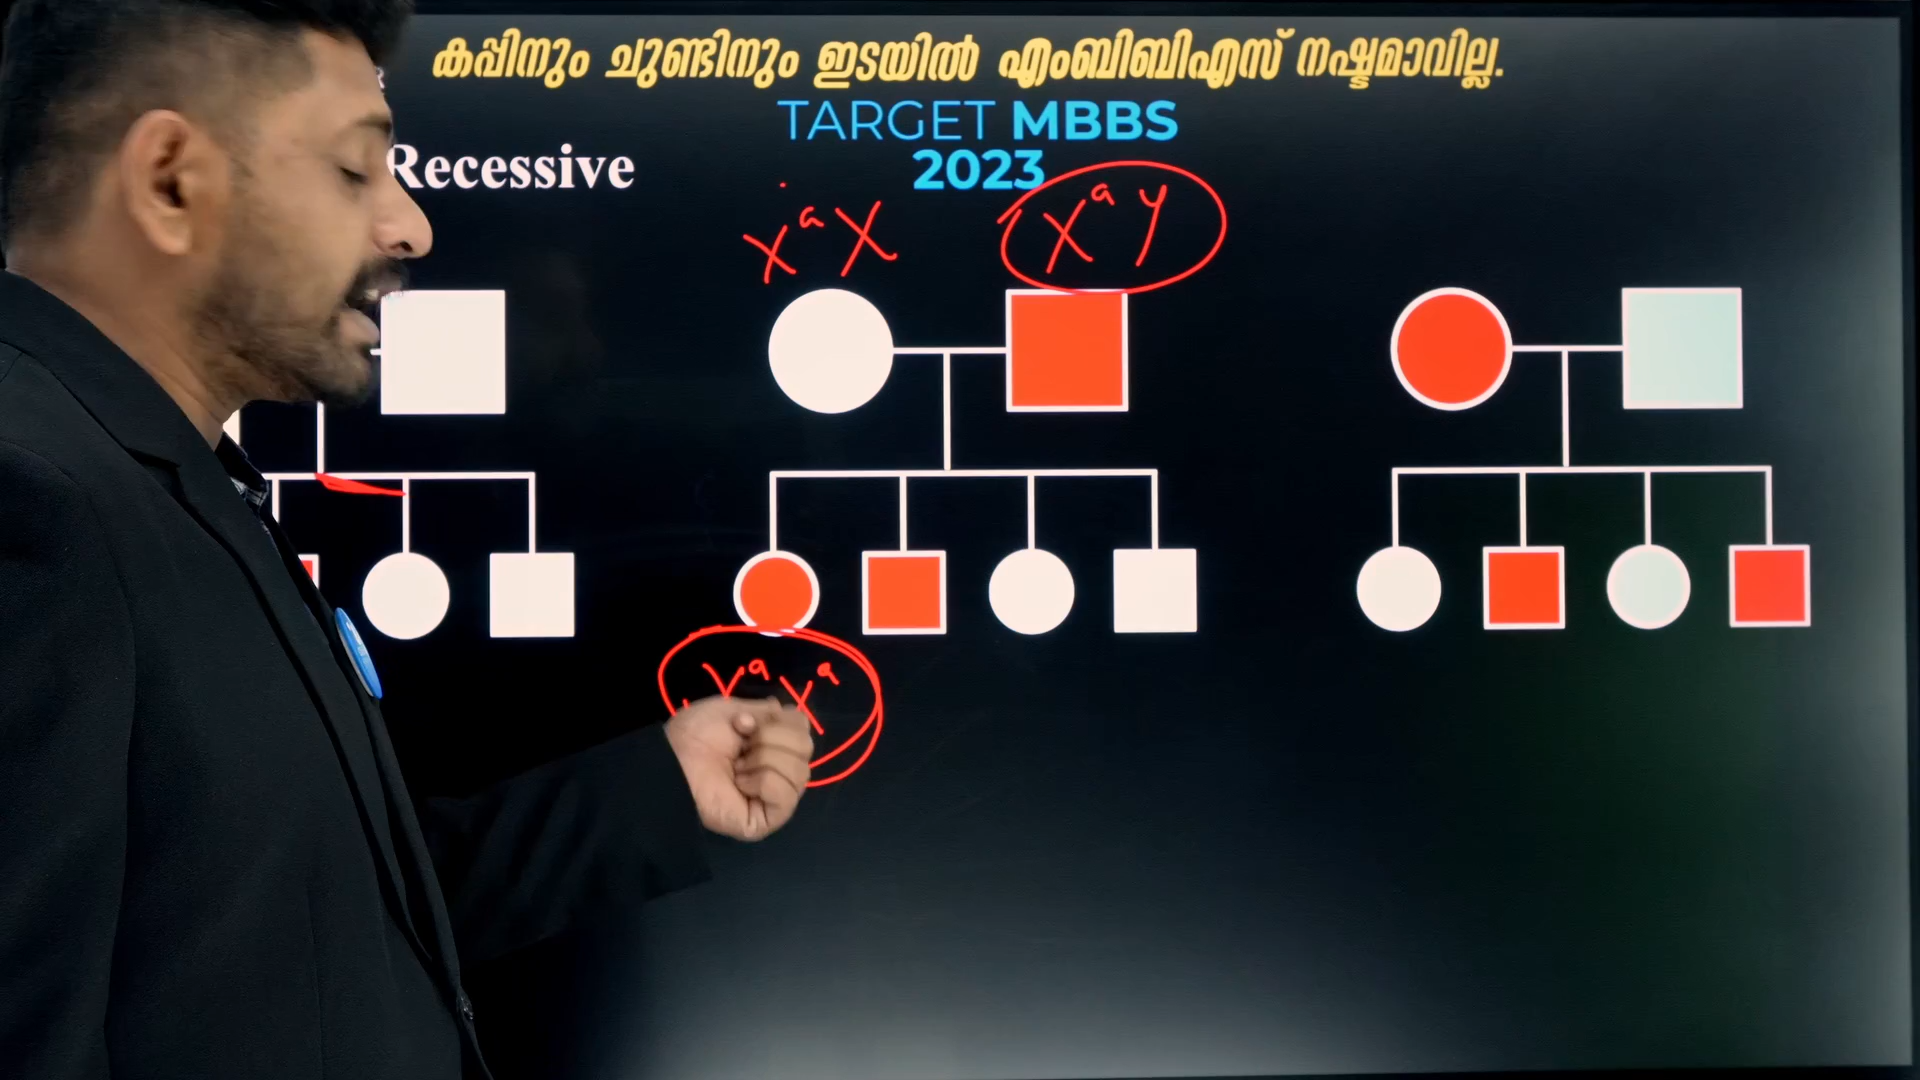 കപ്പിനും ചുണ്ടിനും ഇടയിൽ എംബിബിഎസ് നഷ്ടമാവില്ല.
TARGET MBBS
2023
Recessive
XᵃX
Xᵃy
XᵃXᵃ